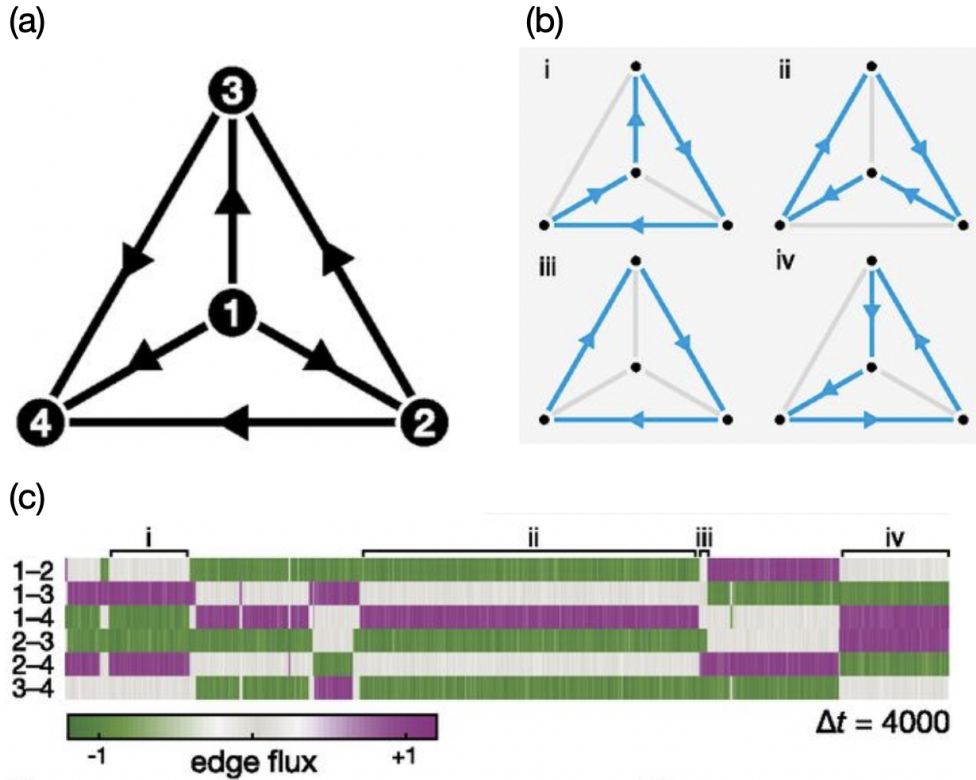 (a)
3
1
4
2
(b)
i
ii
iii
iv
(c)
i
ii
iii
iv
1–2
1–3
1–4
2–3
2–4
3–4
-1
+1
edge flux
Δt = 4000